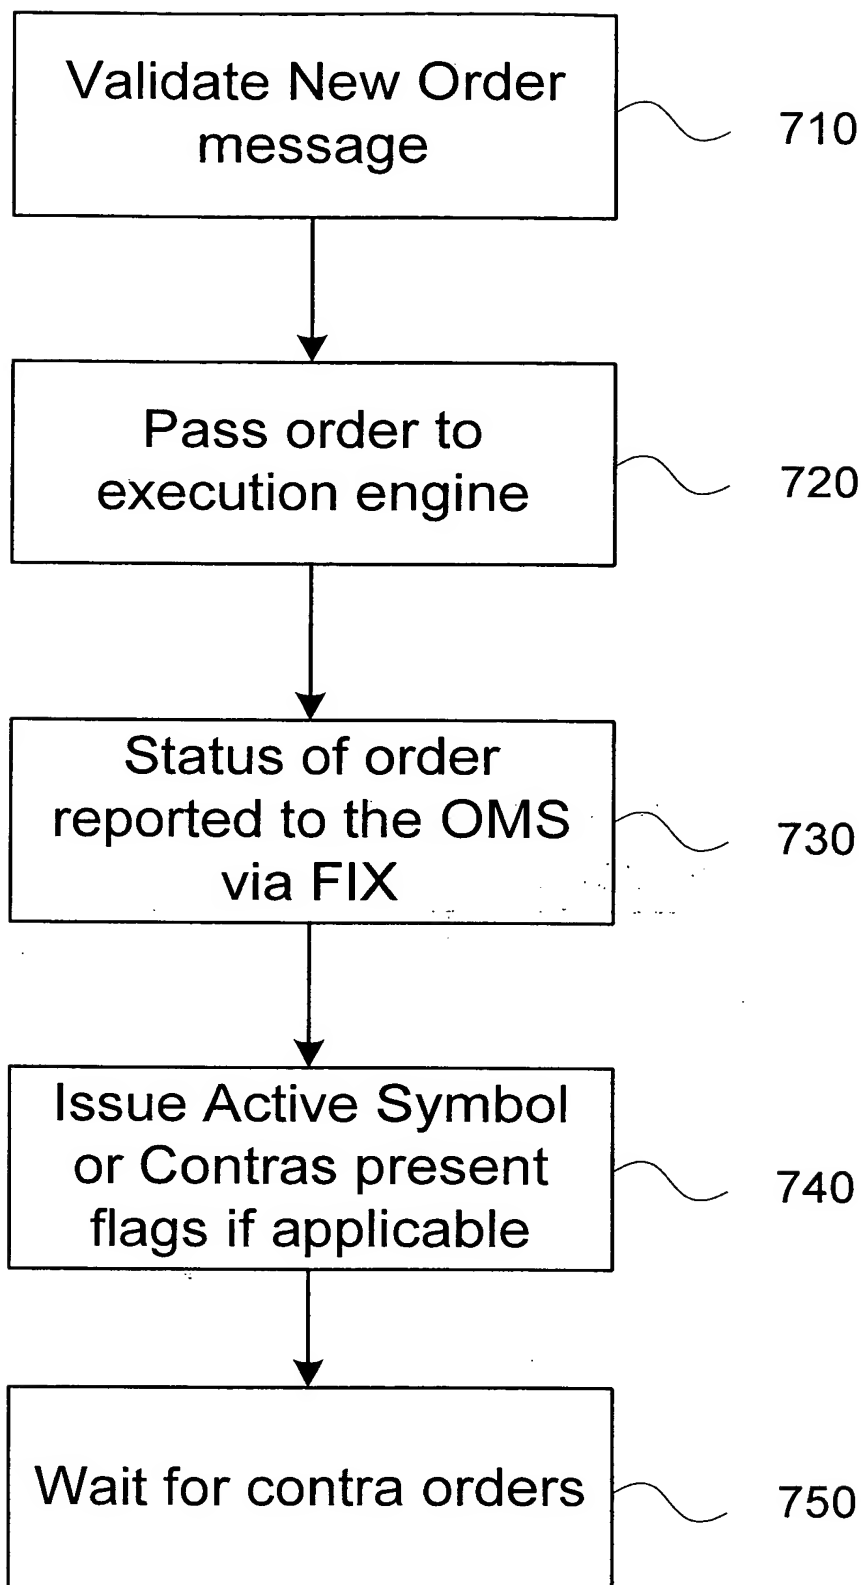 Validate New Order
message
710
Pass order to
execution engine
720
Status of order
reported to the OMS
via FIX
730
Issue Active Symbol
or Contras present
flags if applicable
740
Wait for contra orders
750